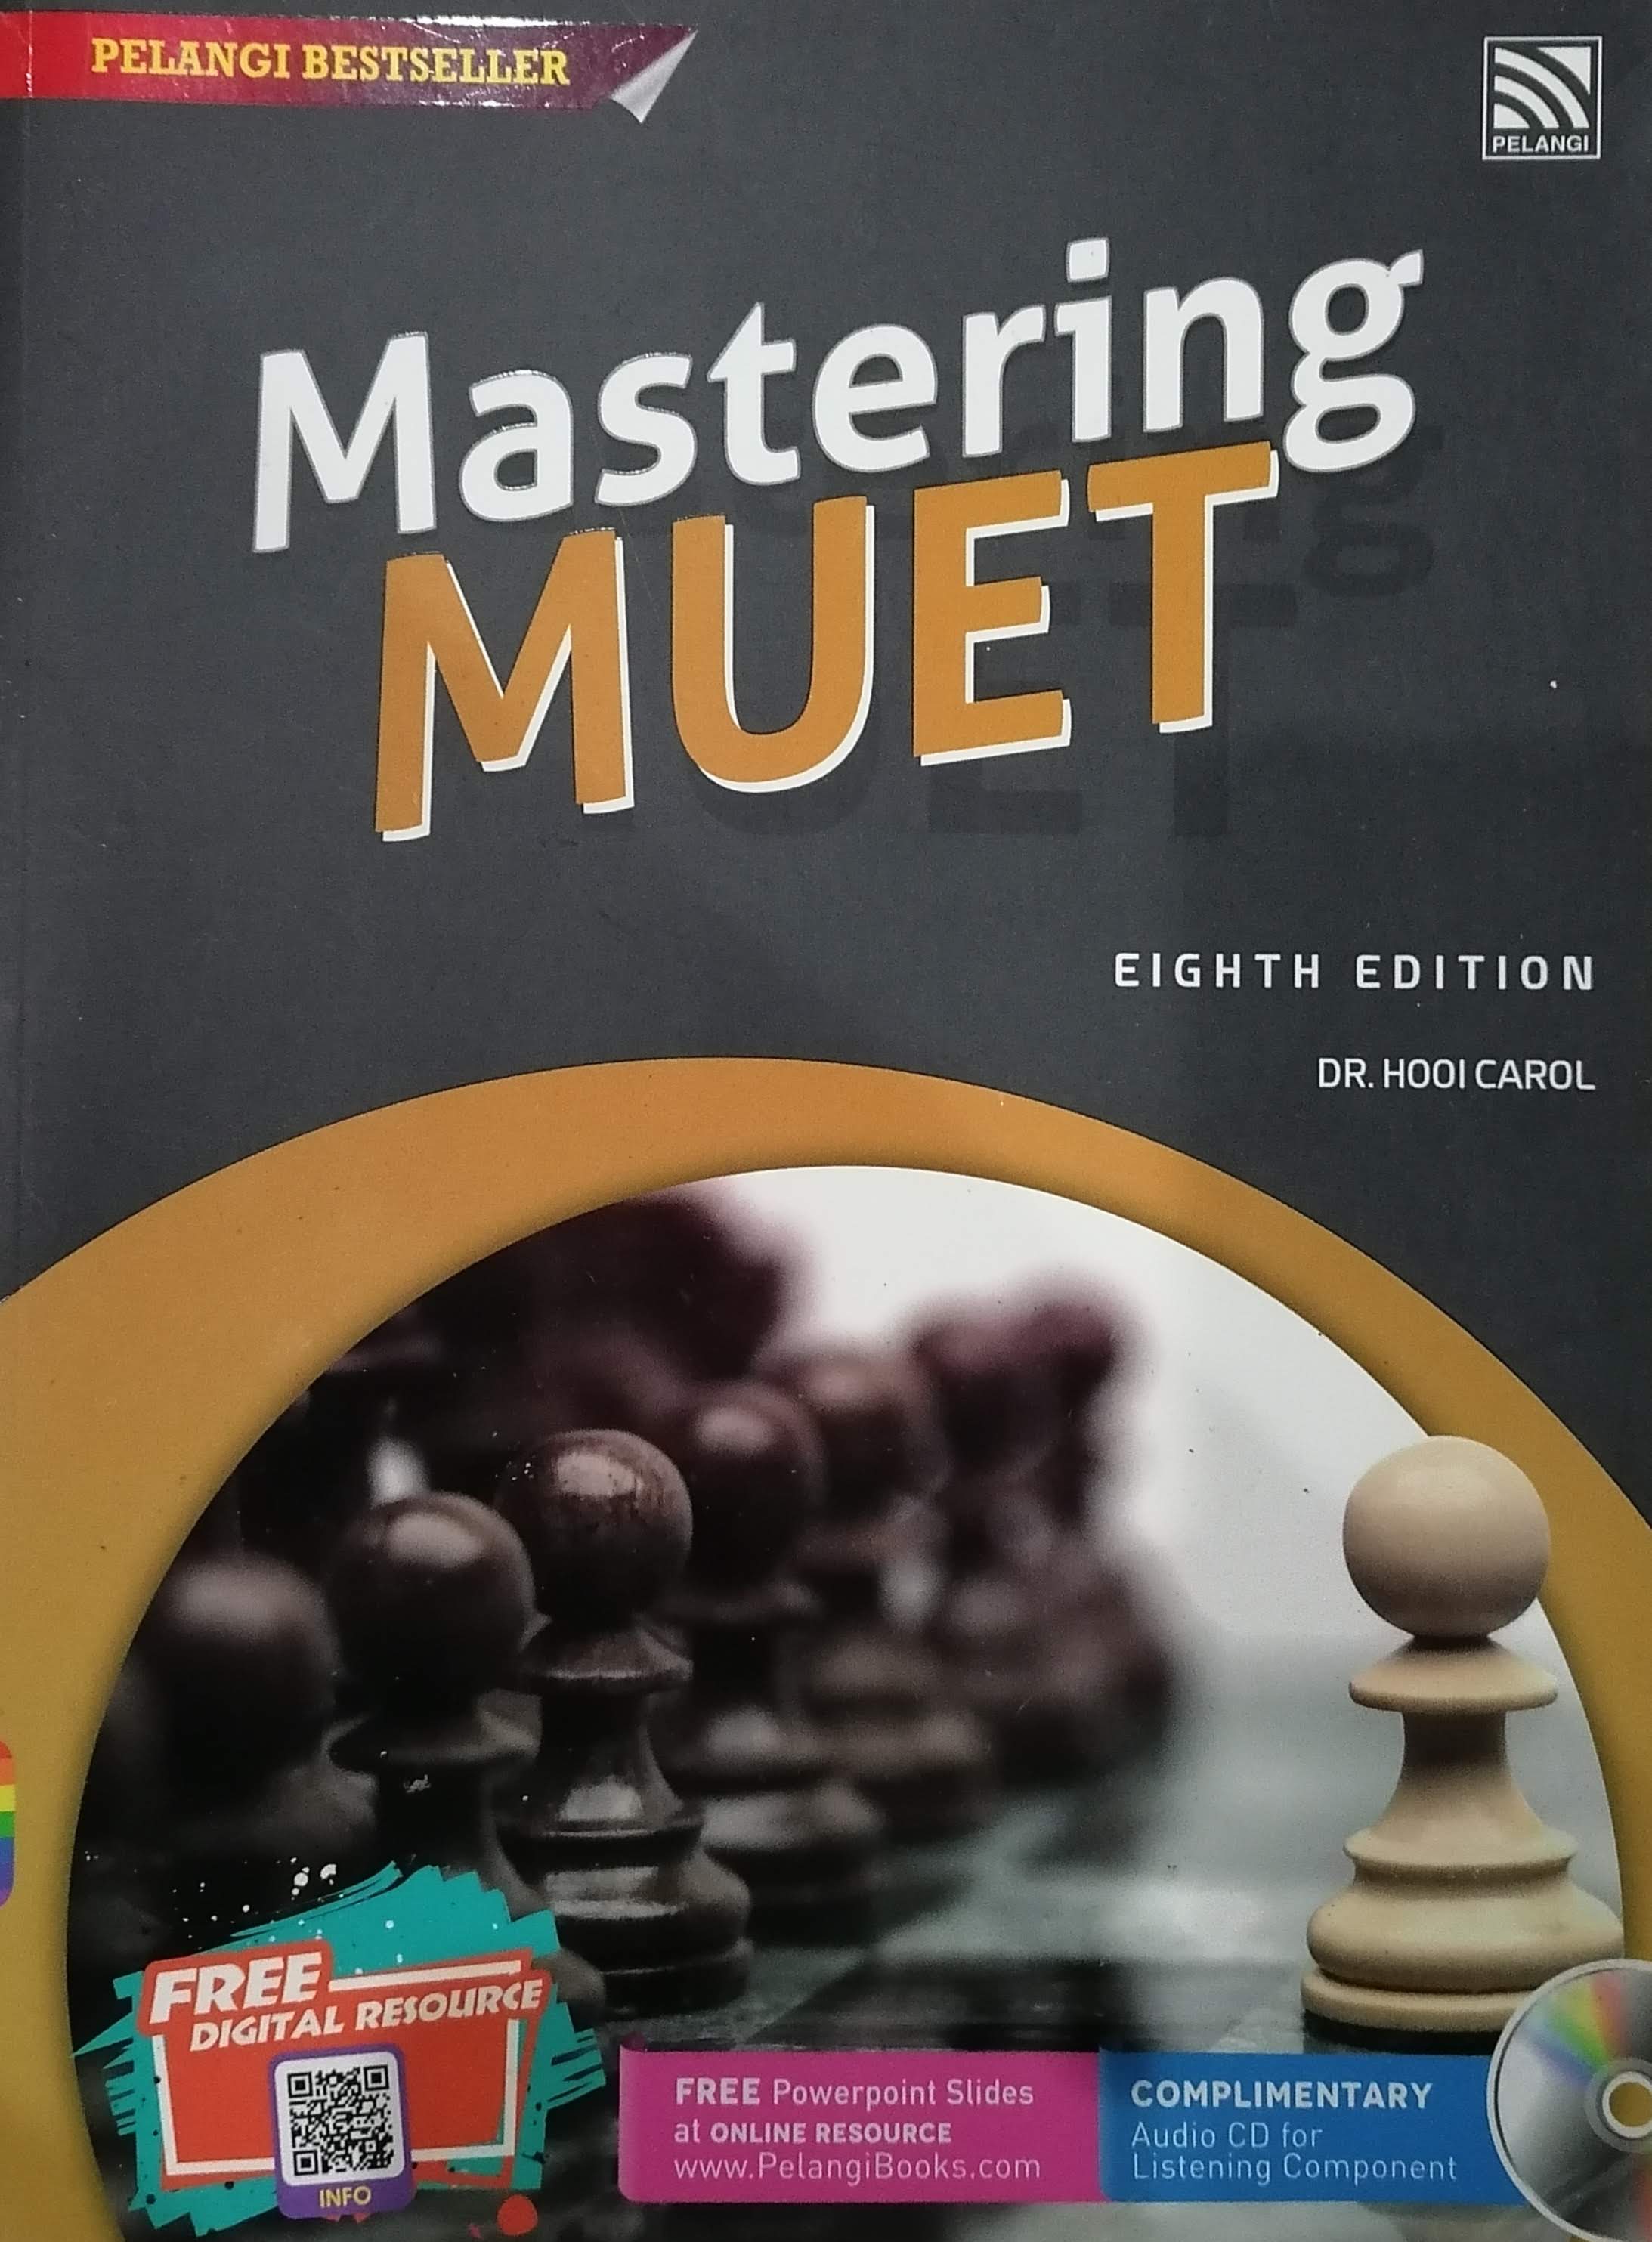 PELANGI BESTSELLER
PELANGI
Mastering
MUET
EIGHTH EDITION
DR. HOOI CAROL
FREE
DIGITAL RESOURCE
INFO
FREE Powerpoint Slides
at ONLINE RESOURCE
www.PelangiBooks.com
COMPLIMENTARY
Audio CD for
Listening Component